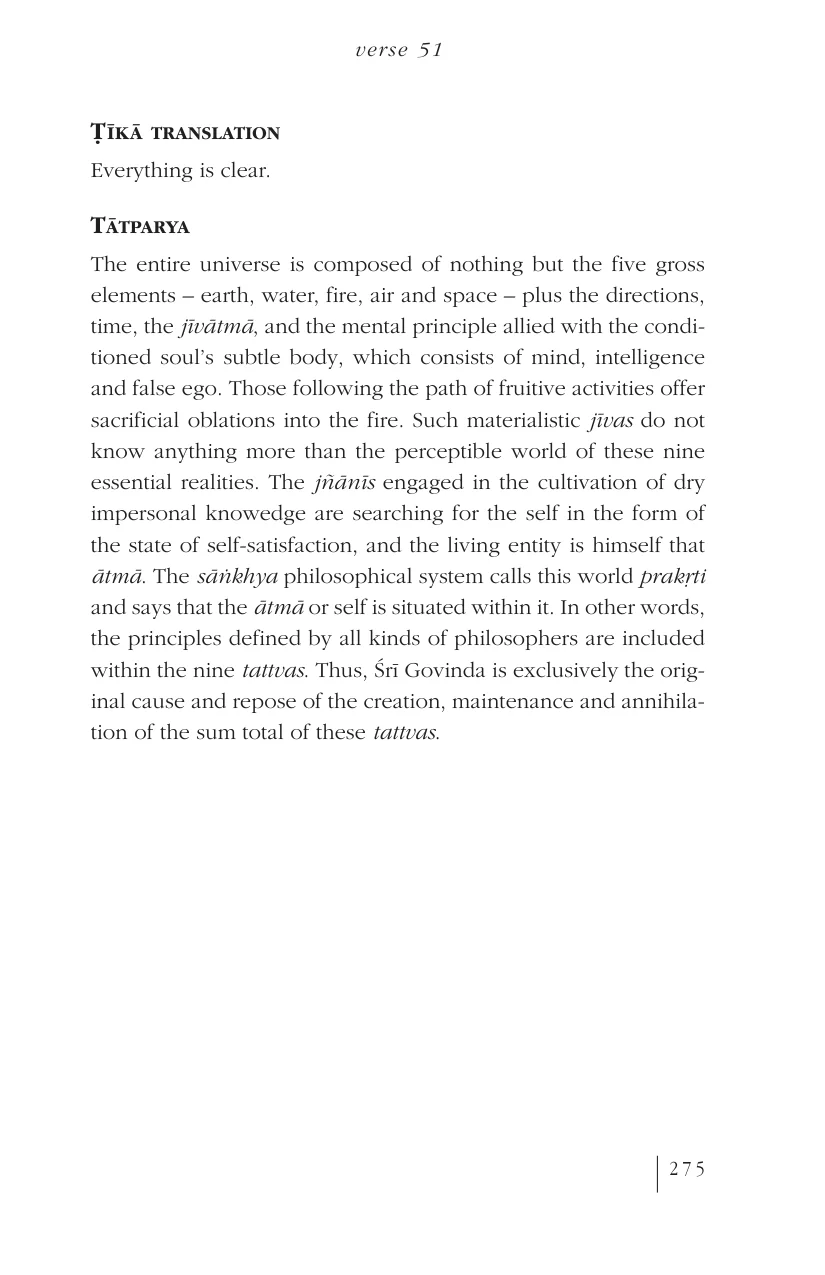 verse 51
Ṭīkā translation
Everything is clear.
Tātparya
The entire universe is composed of nothing but the five gross
elements – earth, water, fire, air and space – plus the directions,
time, the jīvātmā, and the mental principle allied with the condi-
tioned soul’s subtle body, which consists of mind, intelligence
and false ego. Those following the path of fruitive activities offer
sacrificial oblations into the fire. Such materialistic jīvas do not
know anything more than the perceptible world of these nine
essential realities. The jñānīs engaged in the cultivation of dry
impersonal knowedge are searching for the self in the form of
the state of self-satisfaction, and the living entity is himself that
ātmā. The sāṅkhya philosophical system calls this world prakṛti
and says that the ātmā or self is situated within it. In other words,
the principles defined by all kinds of philosophers are included
within the nine tattvas. Thus, Śrī Govinda is exclusively the orig-
inal cause and repose of the creation, maintenance and annihila-
tion of the sum total of these tattvas.
275